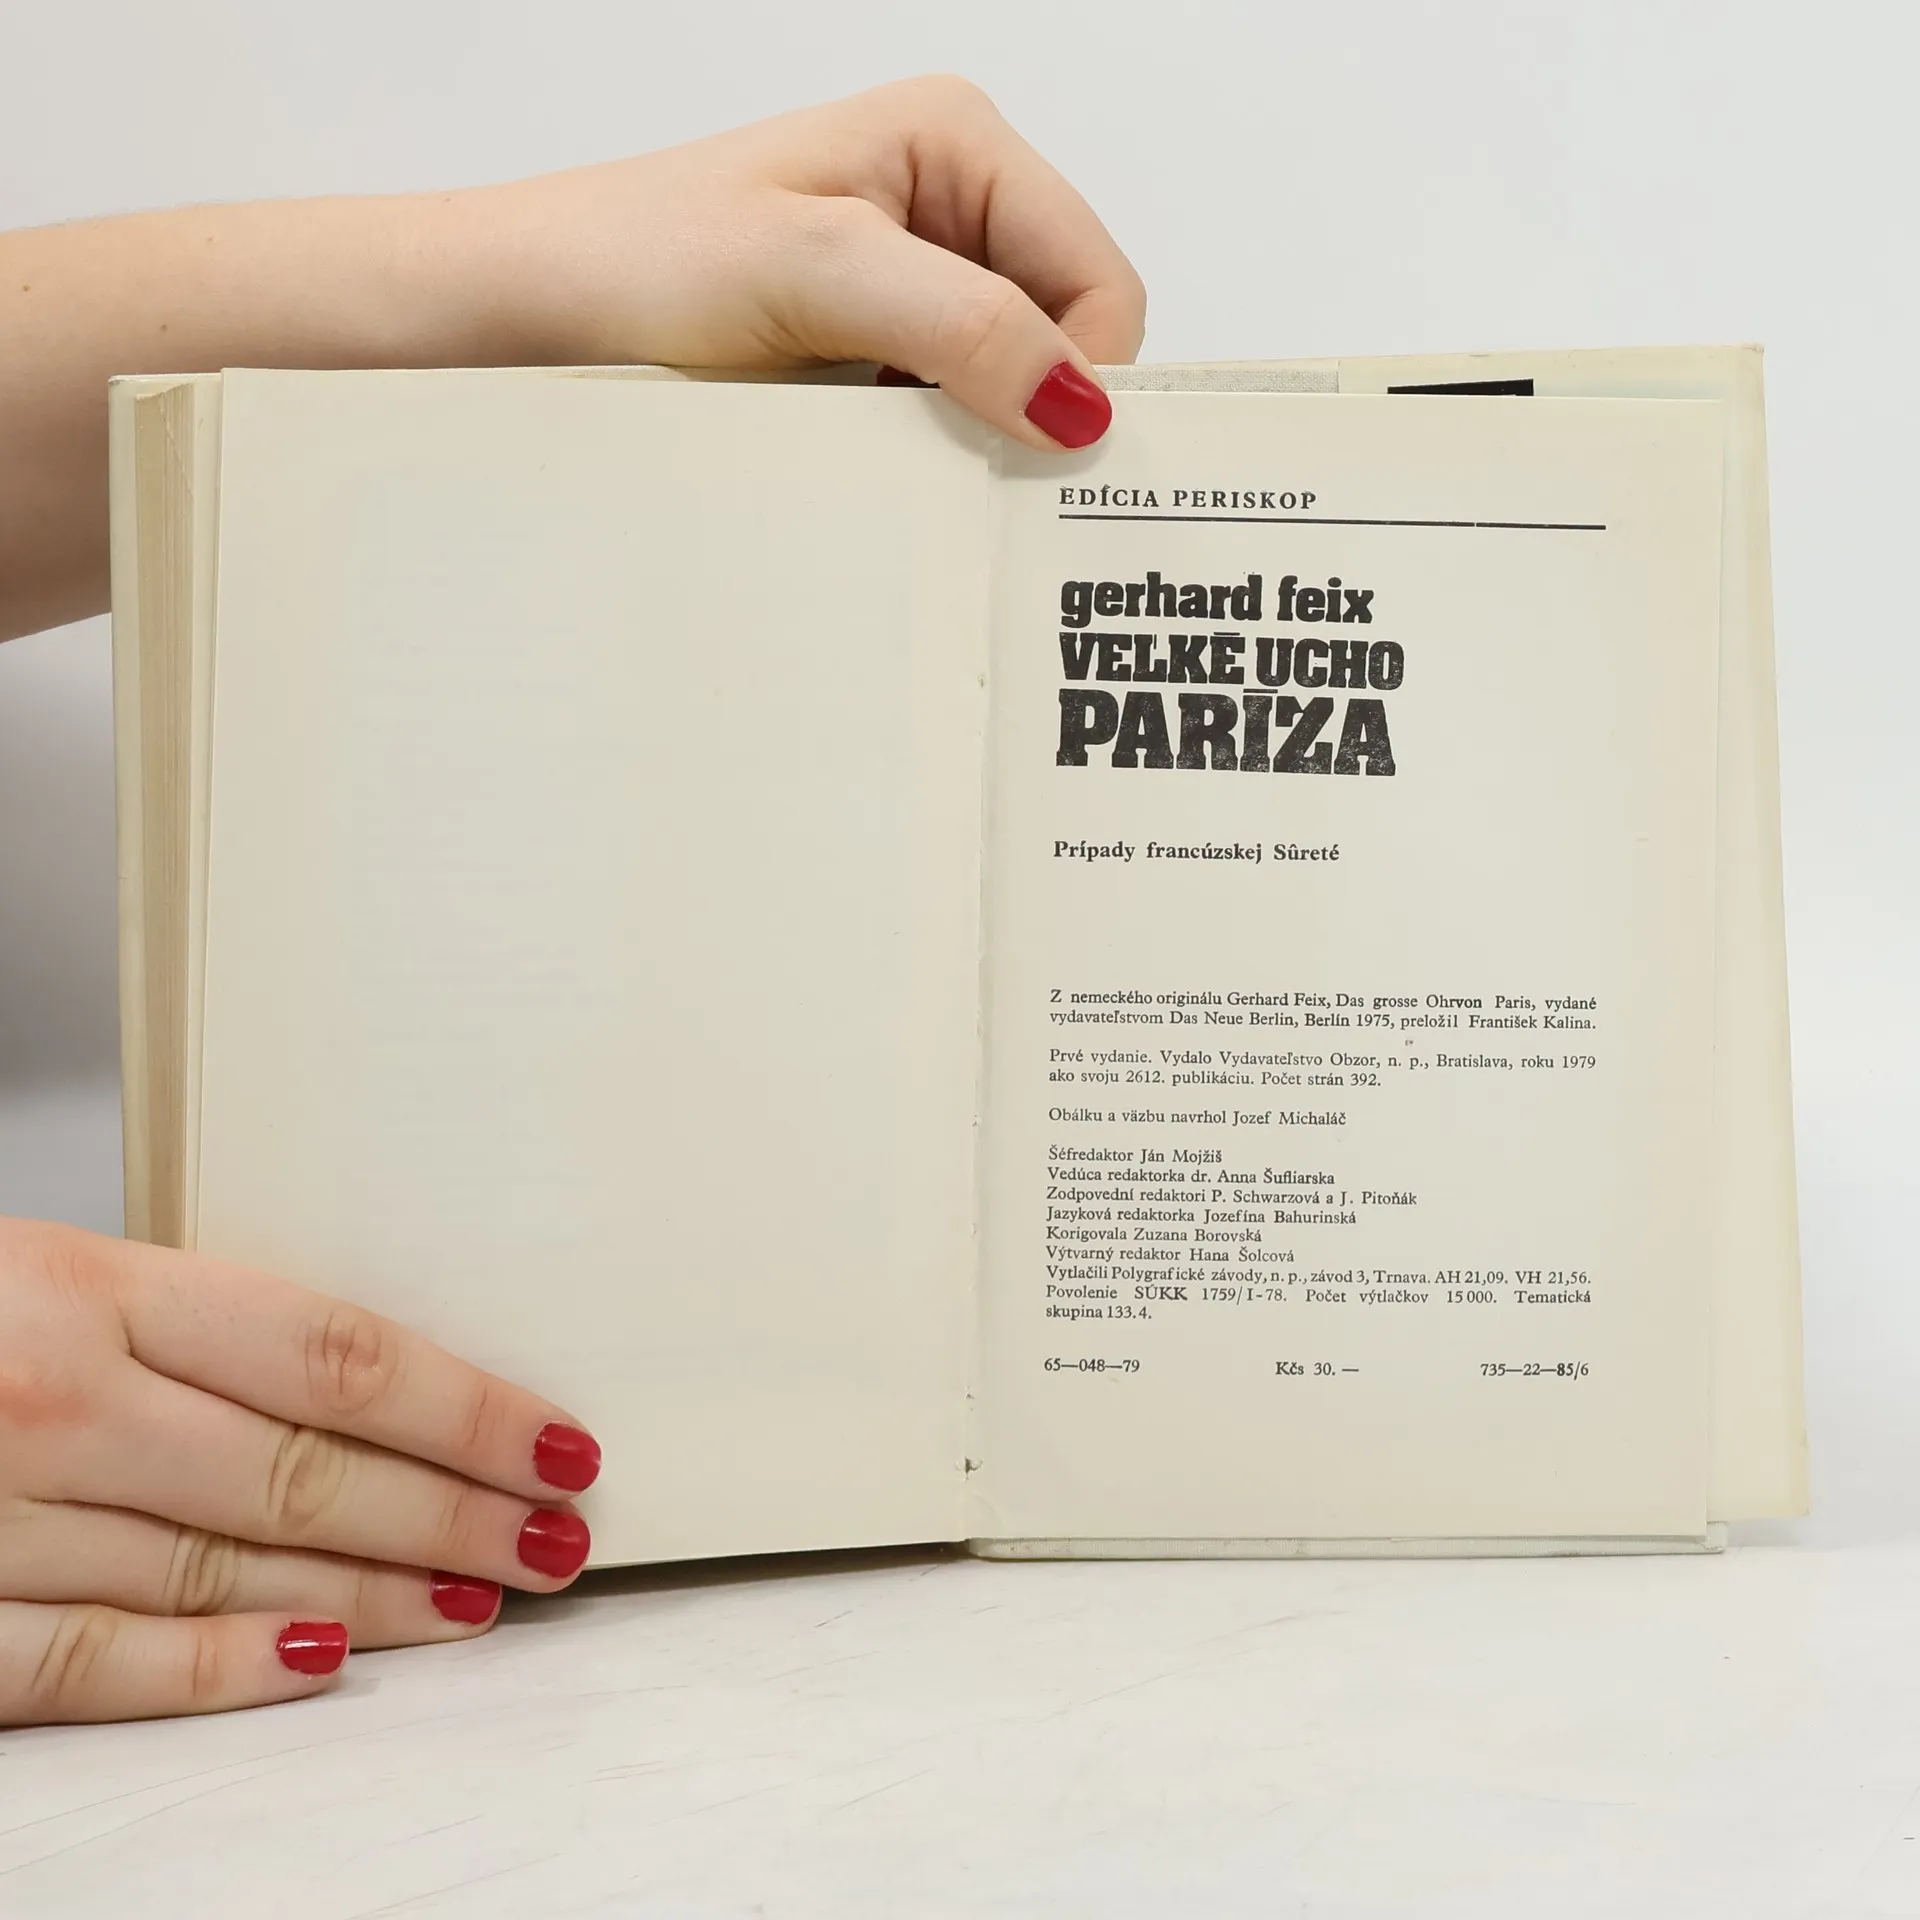 EDÍCIA PERISKOP
gerhard feix
VEĽKÉ UCHO
PARÍŽA
Prípady francúzskej Sûreté
Z nemeckého originálu Gerhard Feix, Das grosse Ohrvon Paris, vydané
vydavateľstvom Das Neue Berlin, Berlín 1975, preložil František Kalina.
Prvé vydanie. Vydalo Vydavateľstvo Obzor, n. p., Bratislava, roku 1979
ako svoju 2612. publikáciu. Počet strán 392.
Obálku a väzbu navrhol Jozef Michaláč
Šéfredaktor Ján Mojžiš
Vedúca redaktorka dr. Anna Šufliarska
Zodpovední redaktori P. Schwarzová a J. Pitoňák
Jazyková redaktorka Jozefína Bahurinská
Korigovala Zuzana Borovská
Výtvarný redaktor Hana Šolcová
Vytlačili Polygrafické závody, n. p., závod 3, Trnava. AH 21,09. VH 21,56.
Povolenie SÚKK 1759/I-78. Počet výtlačkov 15 000. Tematická
skupina 133.4.
65—048—79 Kčs 30.— 735—22—85/6